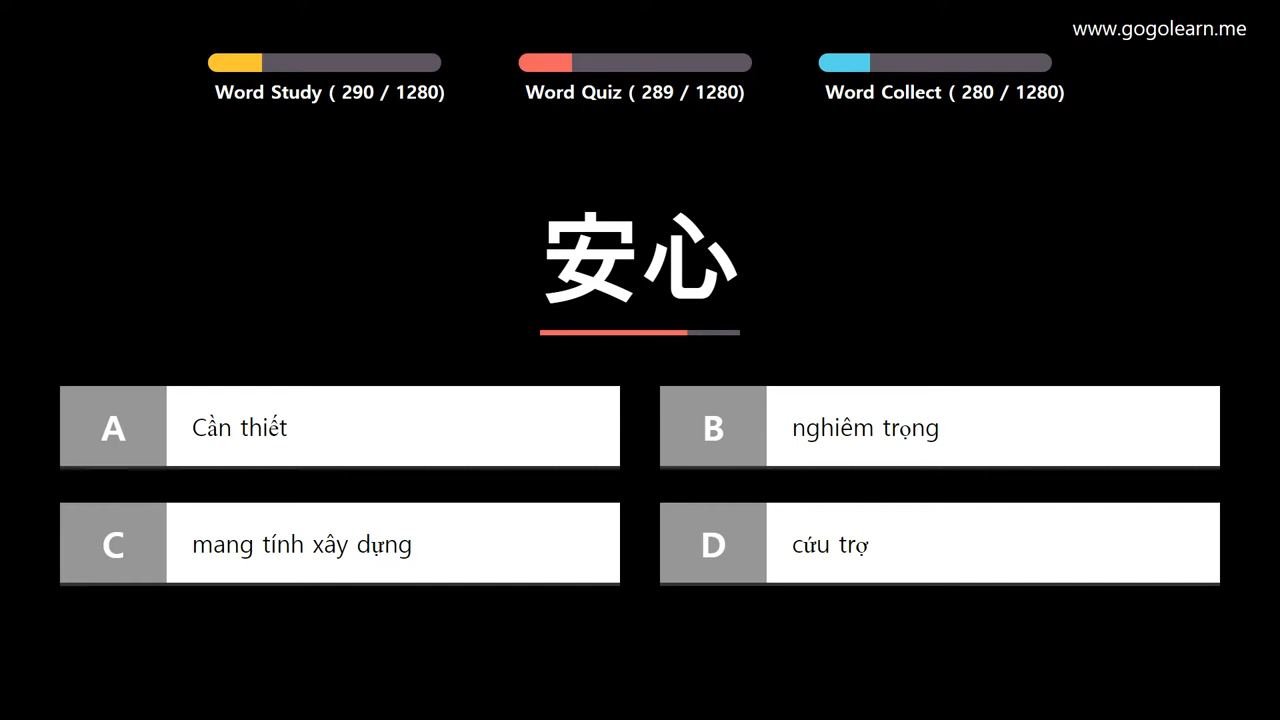 www.gogolearn.me
Word Study ( 290 / 1280)
Word Quiz ( 289 / 1280)
Word Collect ( 280 / 1280)
安心
A
Cần thiết
B
nghiêm trọng
C
mang tính xây dựng
D
cứu trợ